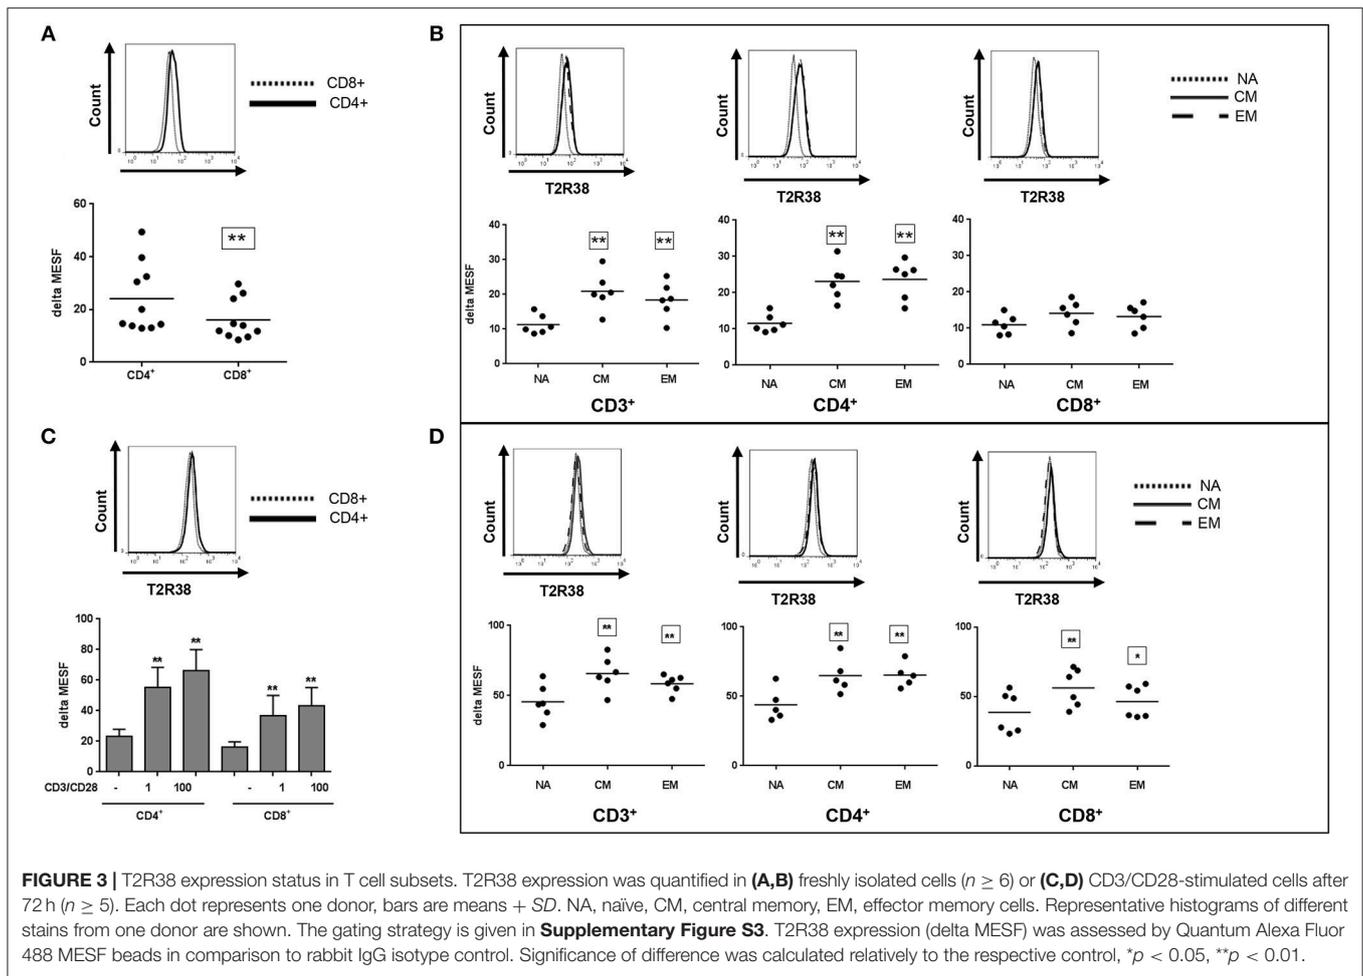 A
Count
CD8+
CD4+
10⁰ 10¹ 10² 10³ 10⁴
60
40
20
0
delta MESF
**
CD4⁺ CD8⁺
B
Count
T2R38
Count
T2R38
Count
T2R38
NA
CM
EM
40
30
20
10
0
delta MESF
** **
NA CM EM
CD3⁺
40
30
20
10
0
** **
NA CM EM
CD4⁺
40
30
20
10
0
NA CM EM
CD8⁺
C
Count
T2R38
CD8+
CD4+
100
80
60
40
20
0
delta MESF
** ** ** **
CD3/CD28 - 1 100 - 1 100
CD4⁺ CD8⁺
D
Count
T2R38
Count
T2R38
Count
T2R38
NA
CM
EM
100
50
0
delta MESF
** **
NA CM EM
CD3⁺
100
50
0
** **
NA CM EM
CD4⁺
100
50
0
** *
NA CM EM
CD8⁺
FIGURE 3 | T2R38 expression status in T cell subsets. T2R38 expression was quantified in (A,B) freshly isolated cells (n ≥ 6) or (C,D) CD3/CD28-stimulated cells after
72 h (n ≥ 5). Each dot represents one donor, bars are means + SD. NA, naïve, CM, central memory, EM, effector memory cells. Representative histograms of different
stains from one donor are shown. The gating strategy is given in Supplementary Figure S3. T2R38 expression (delta MESF) was assessed by Quantum Alexa Fluor
488 MESF beads in comparison to rabbit IgG isotype control. Significance of difference was calculated relatively to the respective control, *p < 0.05, **p < 0.01.